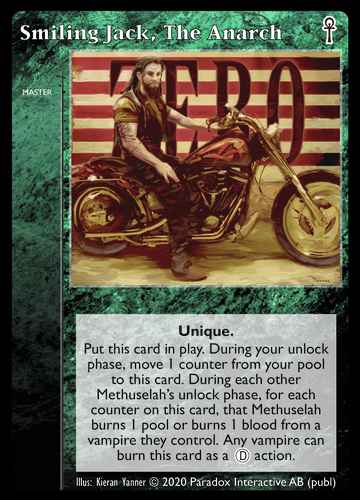 Smiling Jack, The Anarch
MASTER
ZERO
Unique.
Put this card in play. During your unlock
phase, move 1 counter from your pool
to this card. During each other
Methuselah's unlock phase, for each
counter on this card, that Methuselah
burns 1 pool or burns 1 blood from a
vampire they control. Any vampire can
burn this card as a Ⓓ action.
Illus: Kieran Yanner © 2020 Paradox Interactive AB (publ)